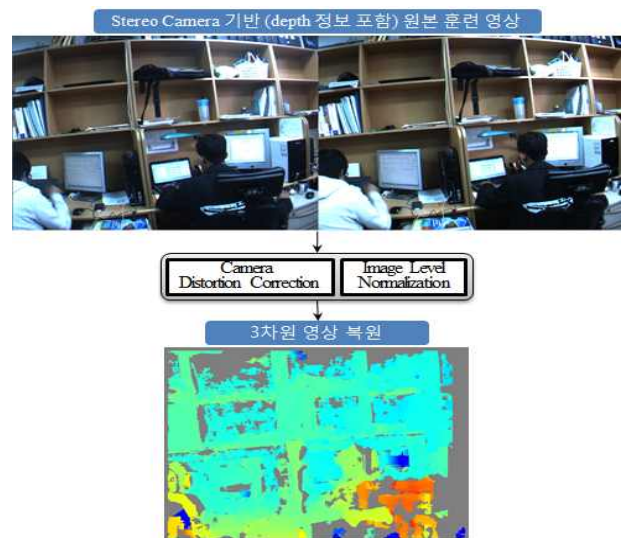 Stereo Camera 기반 (depth 정보 포함) 원본 훈련 영상
Camera
Distortion Correction
Image Level
Normalization
3차원 영상 복원